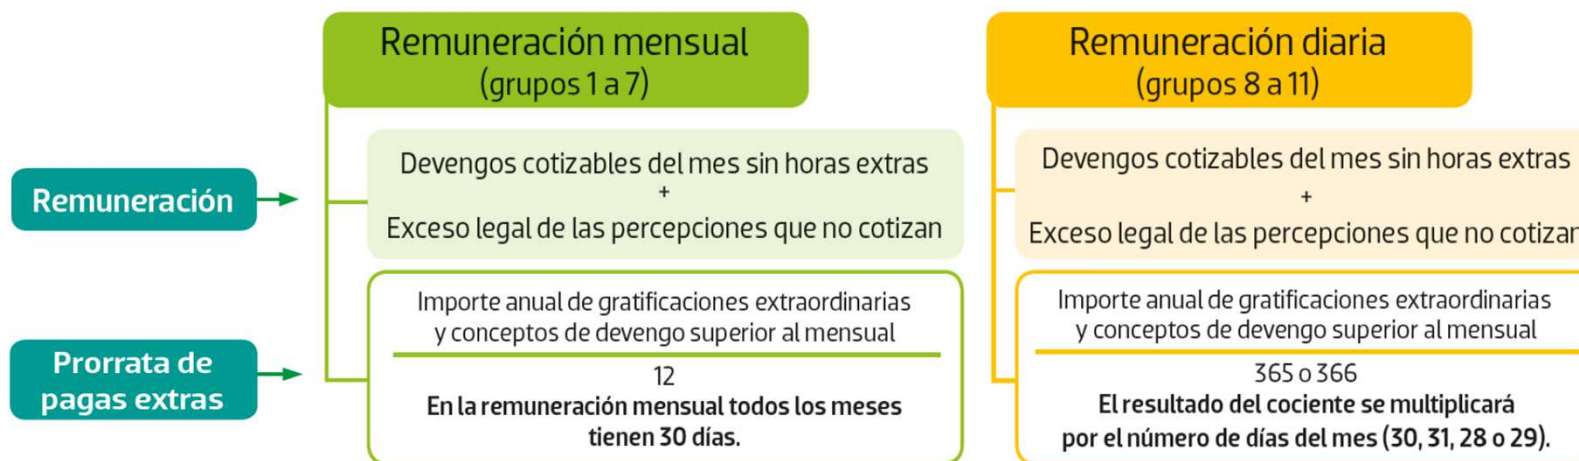 Remuneración mensual
(grupos 1 a 7)
Remuneración diaria
(grupos 8 a 11)
Remuneración
Devengos cotizables del mes sin horas extras
+
Exceso legal de las percepciones que no cotizan
Devengos cotizables del mes sin horas extras
+
Exceso legal de las percepciones que no cotizan
Prorrata de
pagas extras
Importe anual de gratificaciones extraordinarias
y conceptos de devengo superior al mensual
12
En la remuneración mensual todos los meses
tienen 30 días.
Importe anual de gratificaciones extraordinarias
y conceptos de devengo superior al mensual
365 o 366
El resultado del cociente se multiplicará
por el número de días del mes (30, 31, 28 o 29).